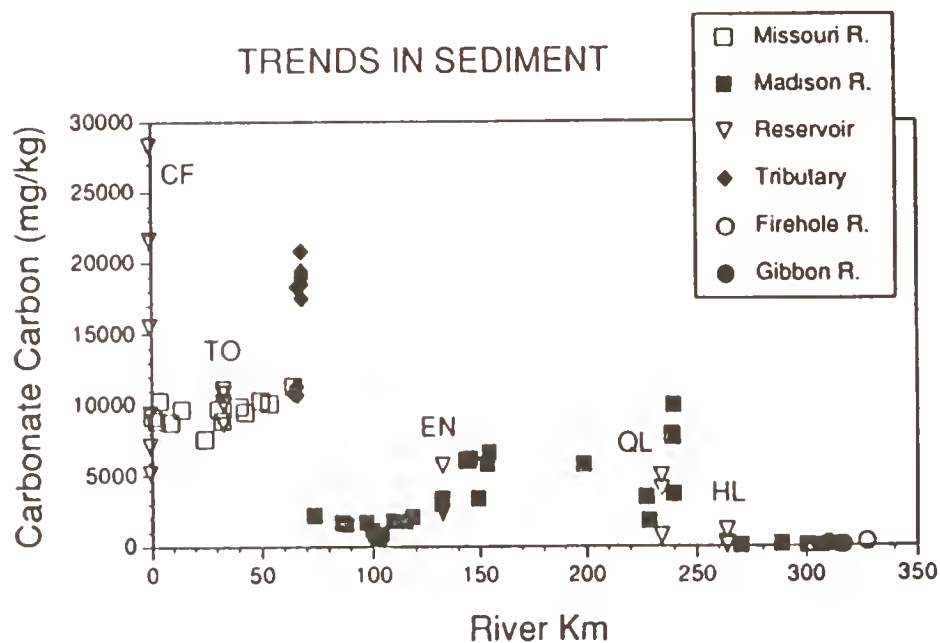 TRENDS IN SEDIMENT
Missouri R.
Madison R.
Reservoir
Tributary
Firehole R.
Gibbon R.
Carbonate Carbon (mg/kg)
30000
25000
20000
15000
10000
5000
0
CF
TO
EN
QL
HL
0 50 100 150 200 250 300 350
River Km